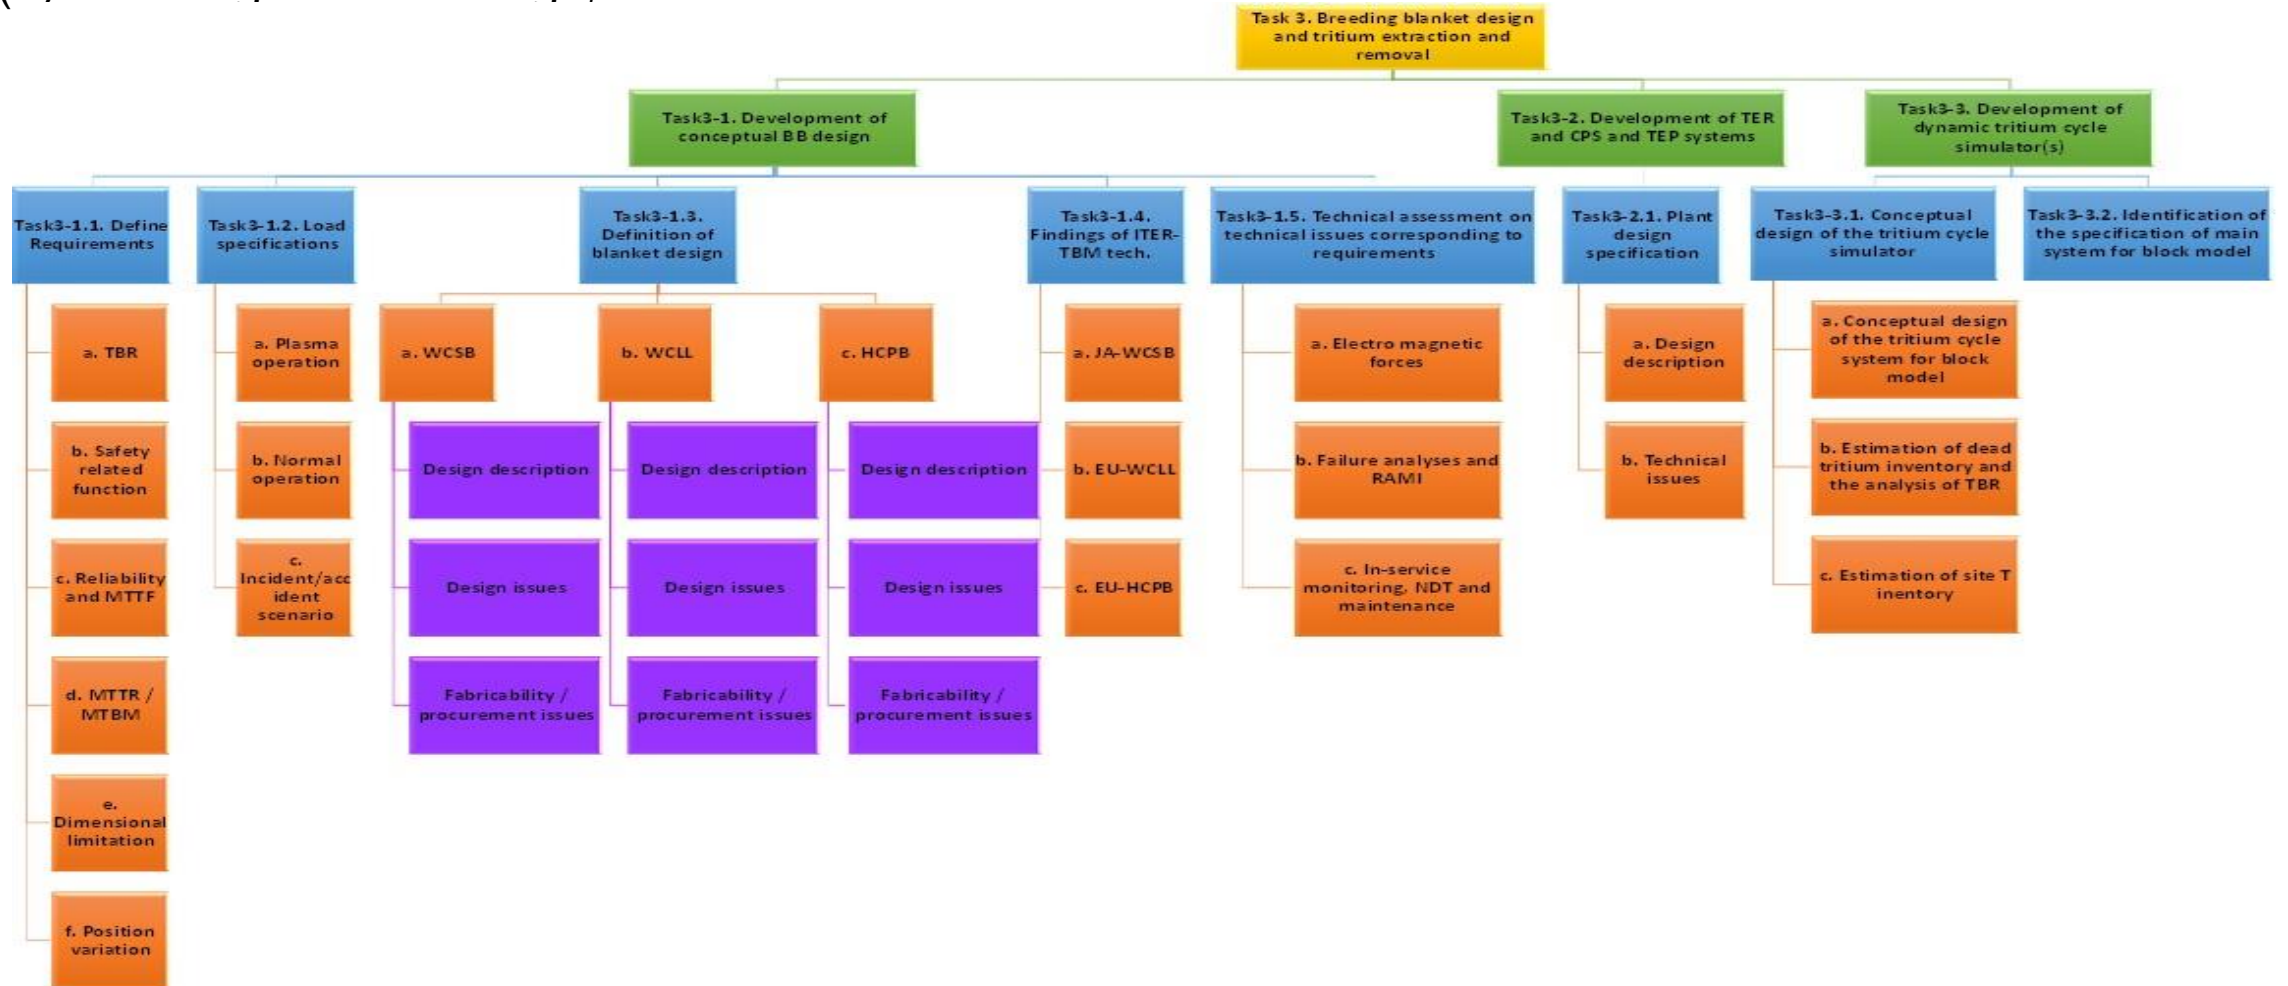 Task 3. Breeding blanket design
and tritium extraction and
removal
Task3-1. Development of
conceptual BB design
Task3-2. Development of TER
and CPS and TEP systems
Task3-3. Development of
dynamic tritium cycle
simulator(s)
Task3-1.1. Define
Requirements
Task3-1.2. Load
specifications
Task3-1.3.
Definition of
blanket design
Task3-1.4.
Findings of ITER-
TBM tech.
Task3-1.5. Technical assessment on
technical issues corresponding to
requirements
Task3-2.1. Plant
design
specification
Task3-3.1. Conceptual
design of the tritium cycle
simulator
Task3-3.2. Identification of
the specification of main
system for block model
a. TBR
b. Safety
related
function
c. Reliability
and MTTF
d. MTTR /
MTBM
e.
Dimensional
limitation
f. Position
variation
a. Plasma
operation
b. Normal
operation
c.
Incident/acc
ident
scenario
a. WCSB
Design description
Design issues
Fabricability /
procurement issues
b. WCLL
Design description
Design issues
Fabricability /
procurement issues
c. HCPB
Design description
Design issues
Fabricability /
procurement issues
a. JA-WCSB
b. EU-WCLL
c. EU-HCPB
a. Electro magnetic
forces
b. Failure analyses and
RAMI
c. In-service
monitoring, NDT and
maintenance
a. Design
description
b. Technical
issues
a. Conceptual design
of the tritium cycle
system for block
model
b. Estimation of dead
tritium inventory and
the analysis of TBR
c. Estimation of site T
inentory